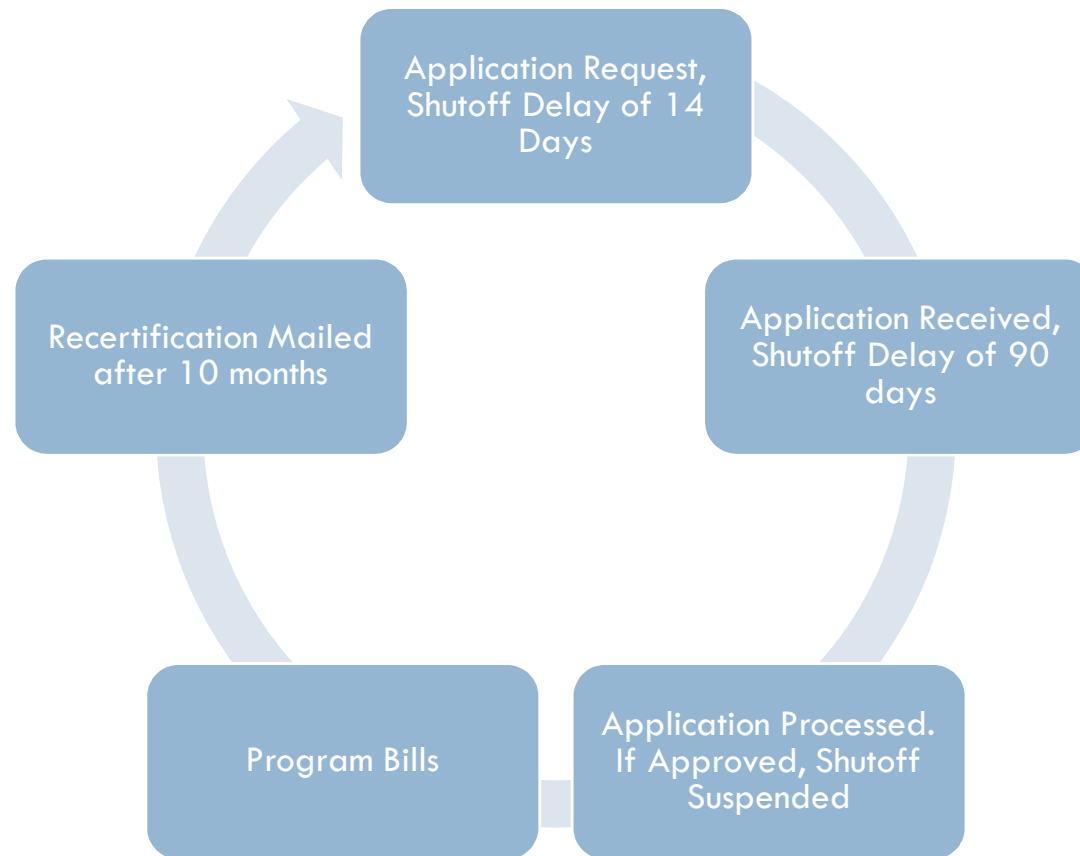 Application Request,
Shutoff Delay of 14
Days
Application Received,
Shutoff Delay of 90
days
Application Processed.
If Approved, Shutoff
Suspended
Program Bills
Recertification Mailed
after 10 months